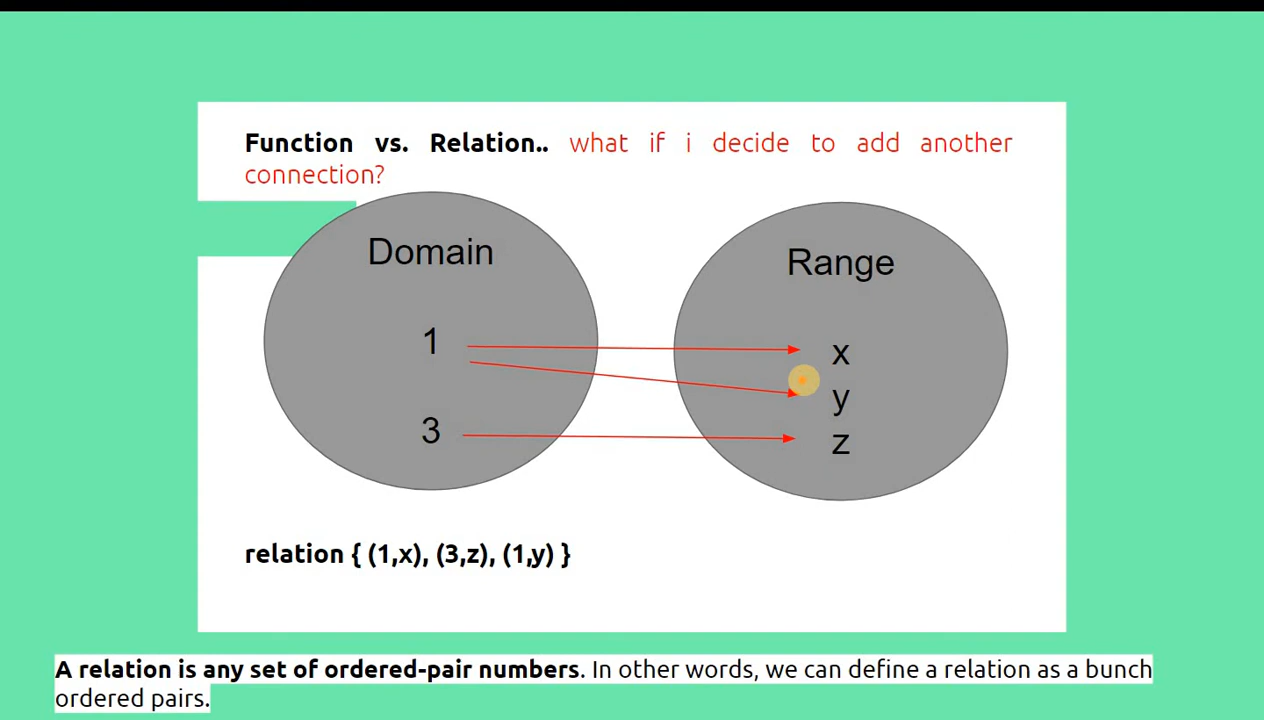 Function vs. Relation.. what if i decide to add another
connection?
Domain
Range
1
x
y
3
z
relation { (1,x), (3,z), (1,y) }
A relation is any set of ordered-pair numbers. In other words, we can define a relation as a bunch
ordered pairs.